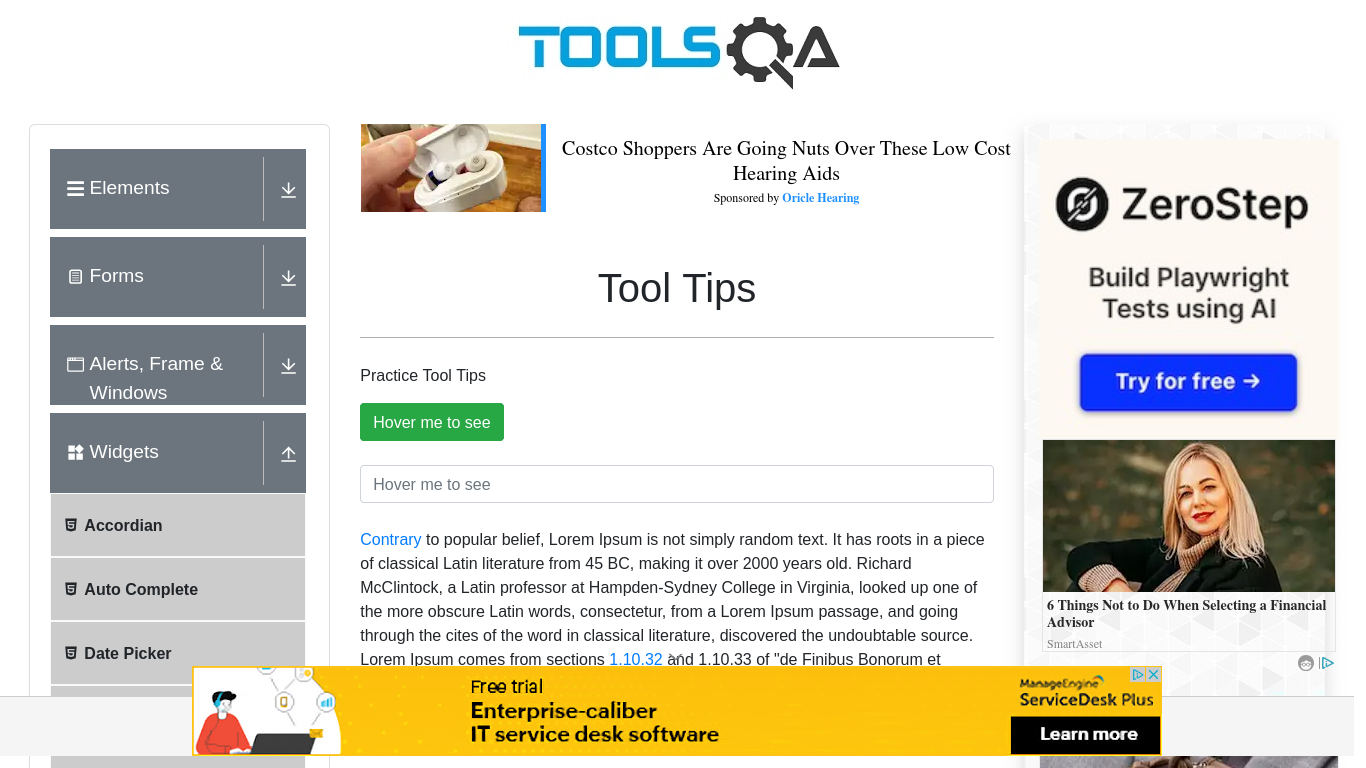 TOOLSQA
Elements
Forms
Alerts, Frame &
Windows
Widgets
Accordian
Auto Complete
Date Picker
Costco Shoppers Are Going Nuts Over These Low Cost
Hearing Aids
Sponsored by Oricle Hearing
Tool Tips
Practice Tool Tips
Hover me to see
Hover me to see
Contrary to popular belief, Lorem Ipsum is not simply random text. It has roots in a piece
of classical Latin literature from 45 BC, making it over 2000 years old. Richard
McClintock, a Latin professor at Hampden-Sydney College in Virginia, looked up one of
the more obscure Latin words, consectetur, from a Lorem Ipsum passage, and going
through the cites of the word in classical literature, discovered the undoubtable source.
Lorem Ipsum comes from sections 1.10.32 and 1.10.33 of "de Finibus Bonorum et
ZeroStep
Build Playwright
Tests using AI
Try for free →
6 Things Not to Do When Selecting a Financial
Advisor
SmartAsset
Free trial
Enterprise-caliber
IT service desk software
ManageEngine
ServiceDesk Plus
Learn more